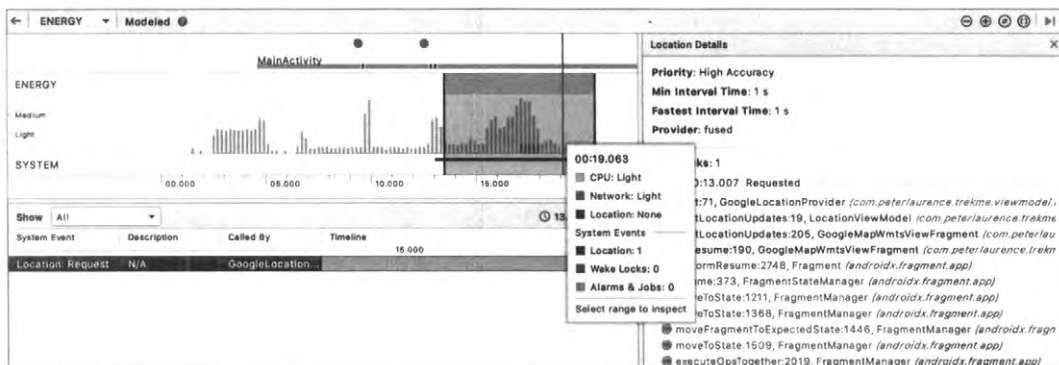 ← ENERGY ▾ Modeled
Location Details
MainActivity
Priority: High Accuracy
Min Interval Time: 1 s
Fastest Interval Time: 1 s
Provider: fused
ENERGY
Medium
Light
SYSTEM
00.000 05.000 10.000 15.000
00:19.063
CPU: Light
Network: Light
Location: None
System Events
Location: 1
Wake Locks: 0
Alarms & Jobs: 0
Select range to inspect
cks: 1
0:13.007 Requested
t:71, GoogleLocationProvider (com.peterlaurence.trekme.viewmodel.
tLocationUpdates:19, LocationViewModel (com.peterlaurence.trekme
tLocationUpdates:205, GoogleMapWmtsViewFragment (com.peterlau
esume:190, GoogleMapWmtsViewFragment (com.peterlaurence.trekm
ormResume:2748, Fragment (androidx.fragment.app)
me:373, FragmentStateManager (androidx.fragment.app)
veToState:1211, FragmentManager (androidx.fragment.app)
veToState:1368, FragmentManager (androidx.fragment.app)
moveFragmentToExpectedState:1446, FragmentManager (androidx.fragn
moveToState:1509, FragmentManager (androidx.fragment.app)
executeOpsTogether:2019, FragmentManager (androidx.fragment.app)
Show All
13.
System Event Description Called By Timeline
15.000
Location: Request N/A GoogleLocation...